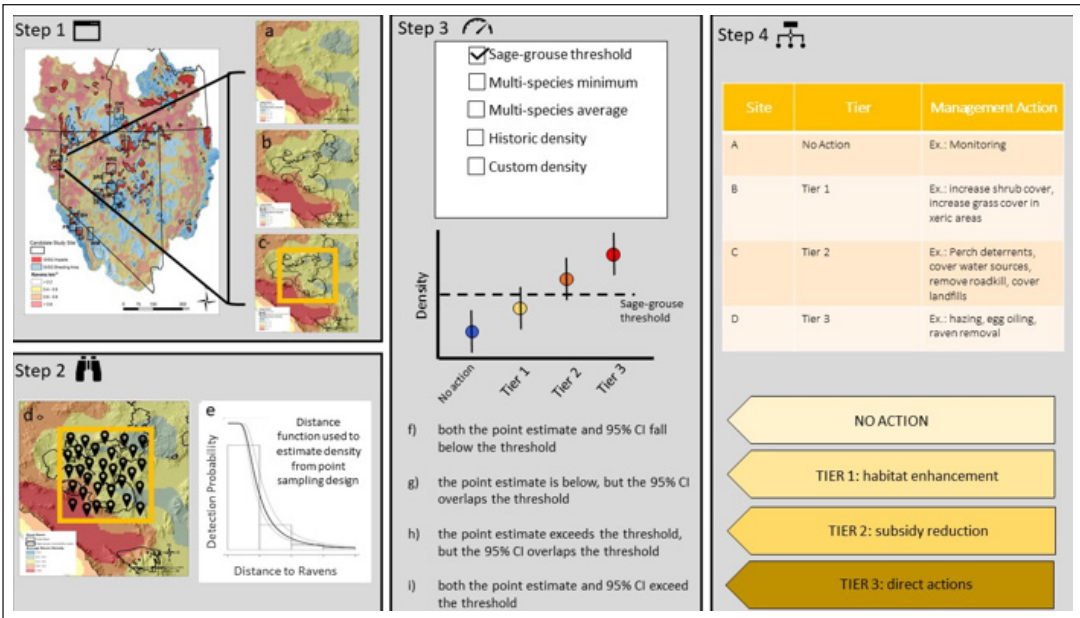 Step 1
a
b
c
Candidate Study Site
Step 2
d
e
Distance
function used to
estimate density
from point
sampling design
Detection Probability
Distance to Ravens
Step 3
Sage-grouse threshold
Multi-species minimum
Multi-species average
Historic density
Custom density
Density
Sage-grouse
threshold
No action
Tier 1
Tier 2
Tier 3
f) both the point estimate and 95% CI fall
below the threshold
g) the point estimate is below, but the 95% CI
overlaps the threshold
h) the point estimate exceeds the threshold,
but the 95% CI overlaps the threshold
i) both the point estimate and 95% CI exceed
the threshold
Step 4
Site Tier Management Action
A No Action Ex.: Monitoring
B Tier 1 Ex.: increase shrub cover,
increase grass cover in
xeric areas
C Tier 2 Ex.: Perch deterrents,
cover water sources,
remove roadkill, cover
landfills
D Tier 3 Ex.: hazing, egg oiling,
raven removal
NO ACTION
TIER 1: habitat enhancement
TIER 2: subsidy reduction
TIER 3: direct actions